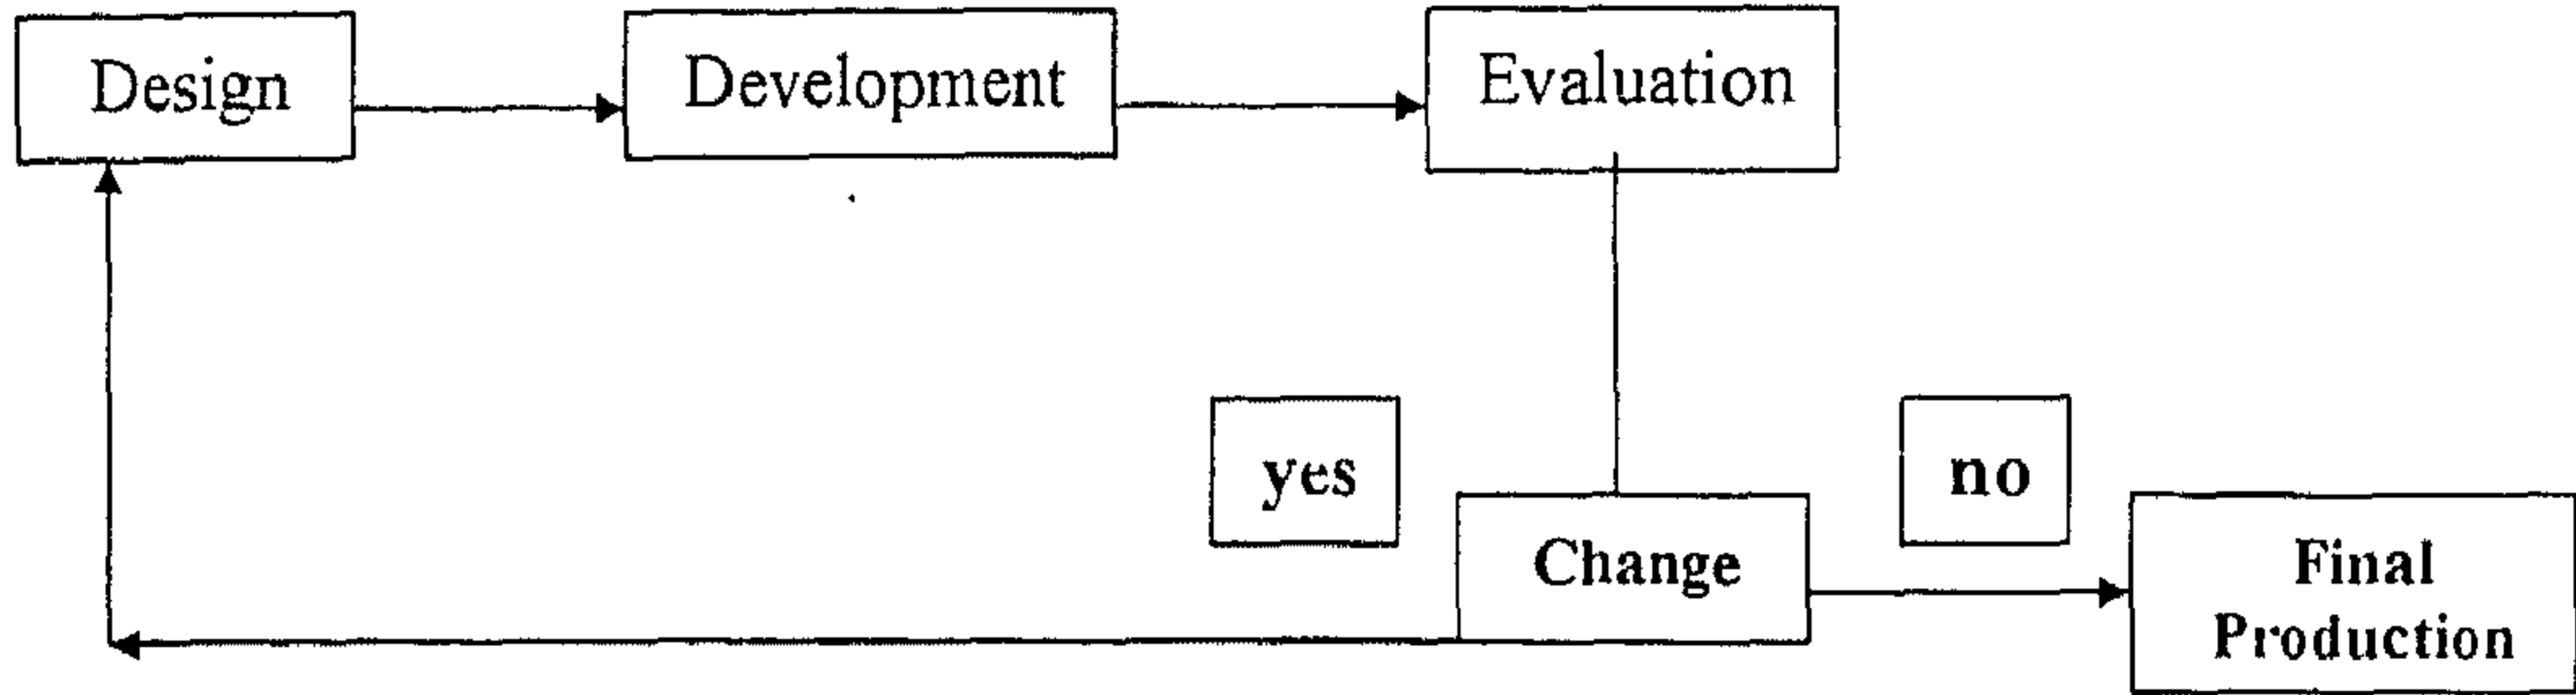 Design
Development
Evaluation
yes
no
Change
Final
Production